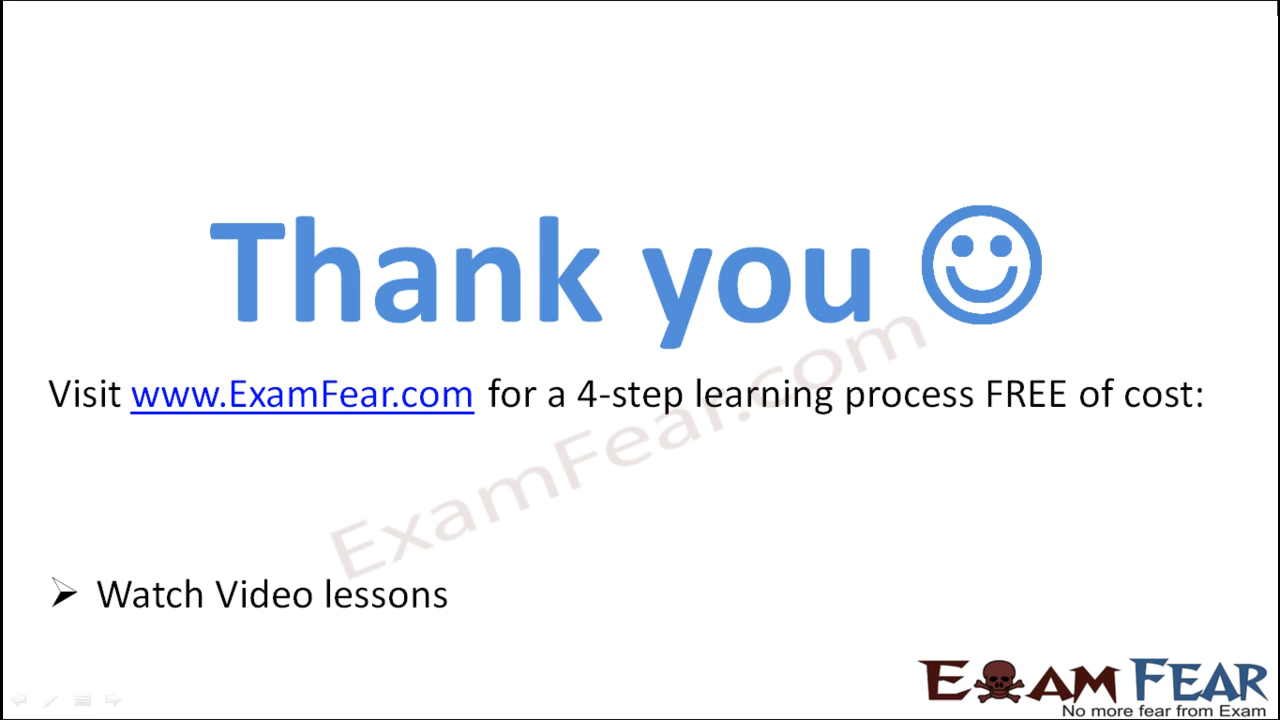 Thank you
Visit www.ExamFear.com for a 4-step learning process FREE of cost:
ExamFear.com
Watch Video lessons
EXAM FEAR
No more fear from Exam